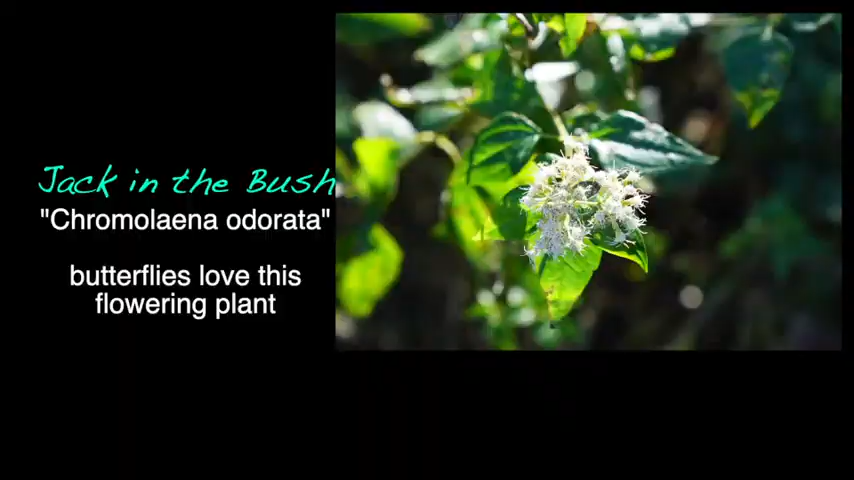 Jack in the Bush
"Chromolaena odorata"
butterflies love this
flowering plant